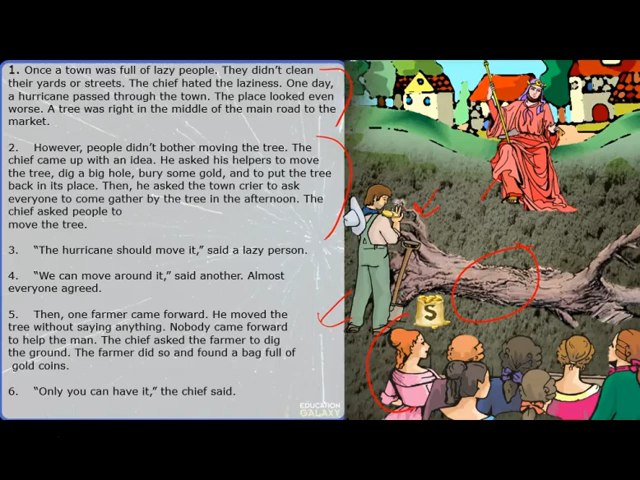 1. Once a town was full of lazy people. They didn’t clean
their yards or streets. The chief hated the laziness. One day,
a hurricane passed through the town. The place looked even
worse. A tree was right in the middle of the main road to the
market.
2. However, people didn’t bother moving the tree. The
chief came up with an idea. He asked his helpers to move
the tree, dig a big hole, bury some gold, and to put the tree
back in its place. Then, he asked the town crier to ask
everyone to come gather by the tree in the afternoon. The
chief asked people to
move the tree.
3. “The hurricane should move it,” said a lazy person.
4. “We can move around it,” said another. Almost
everyone agreed.
5. Then, one farmer came forward. He moved the
tree without saying anything. Nobody came forward
to help the man. The chief asked the farmer to dig
the ground. The farmer did so and found a bag full of
gold coins.
6. “Only you can have it,” the chief said.
EDUCATION
GALAXY
S